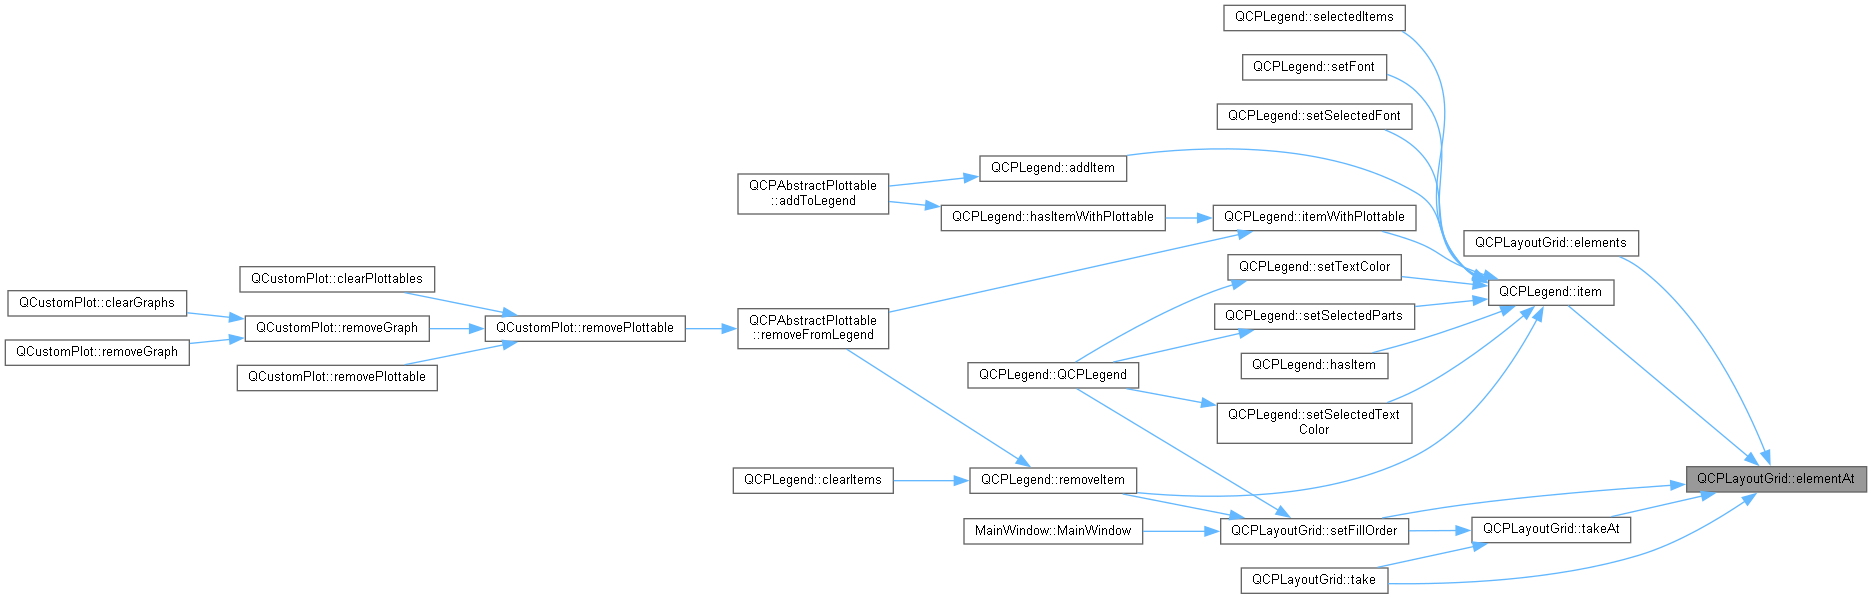 QCPLegend::selectedItems
QCPLegend::setFont
QCPLegend::setSelectedFont
QCPLegend::addItem
QCPAbstractPlottable
::addToLegend
QCPLegend::hasItemWithPlottable
QCPLegend::itemWithPlottable
QCPLayoutGrid::elements
QCPLegend::setTextColor
QCustomPlot::clearPlottables
QCPLegend::item
QCustomPlot::clearGraphs
QCPLegend::setSelectedParts
QCustomPlot::removeGraph
QCustomPlot::removePlottable
QCPAbstractPlottable
::removeFromLegend
QCustomPlot::removeGraph
QCPLegend::hasItem
QCustomPlot::removePlottable
QCPLegend::QCPLegend
QCPLegend::setSelectedText
Color
QCPLegend::clearItems
QCPLegend::removeItem
QCPLayoutGrid::elementAt
MainWindow::MainWindow
QCPLayoutGrid::setFillOrder
QCPLayoutGrid::takeAt
QCPLayoutGrid::take